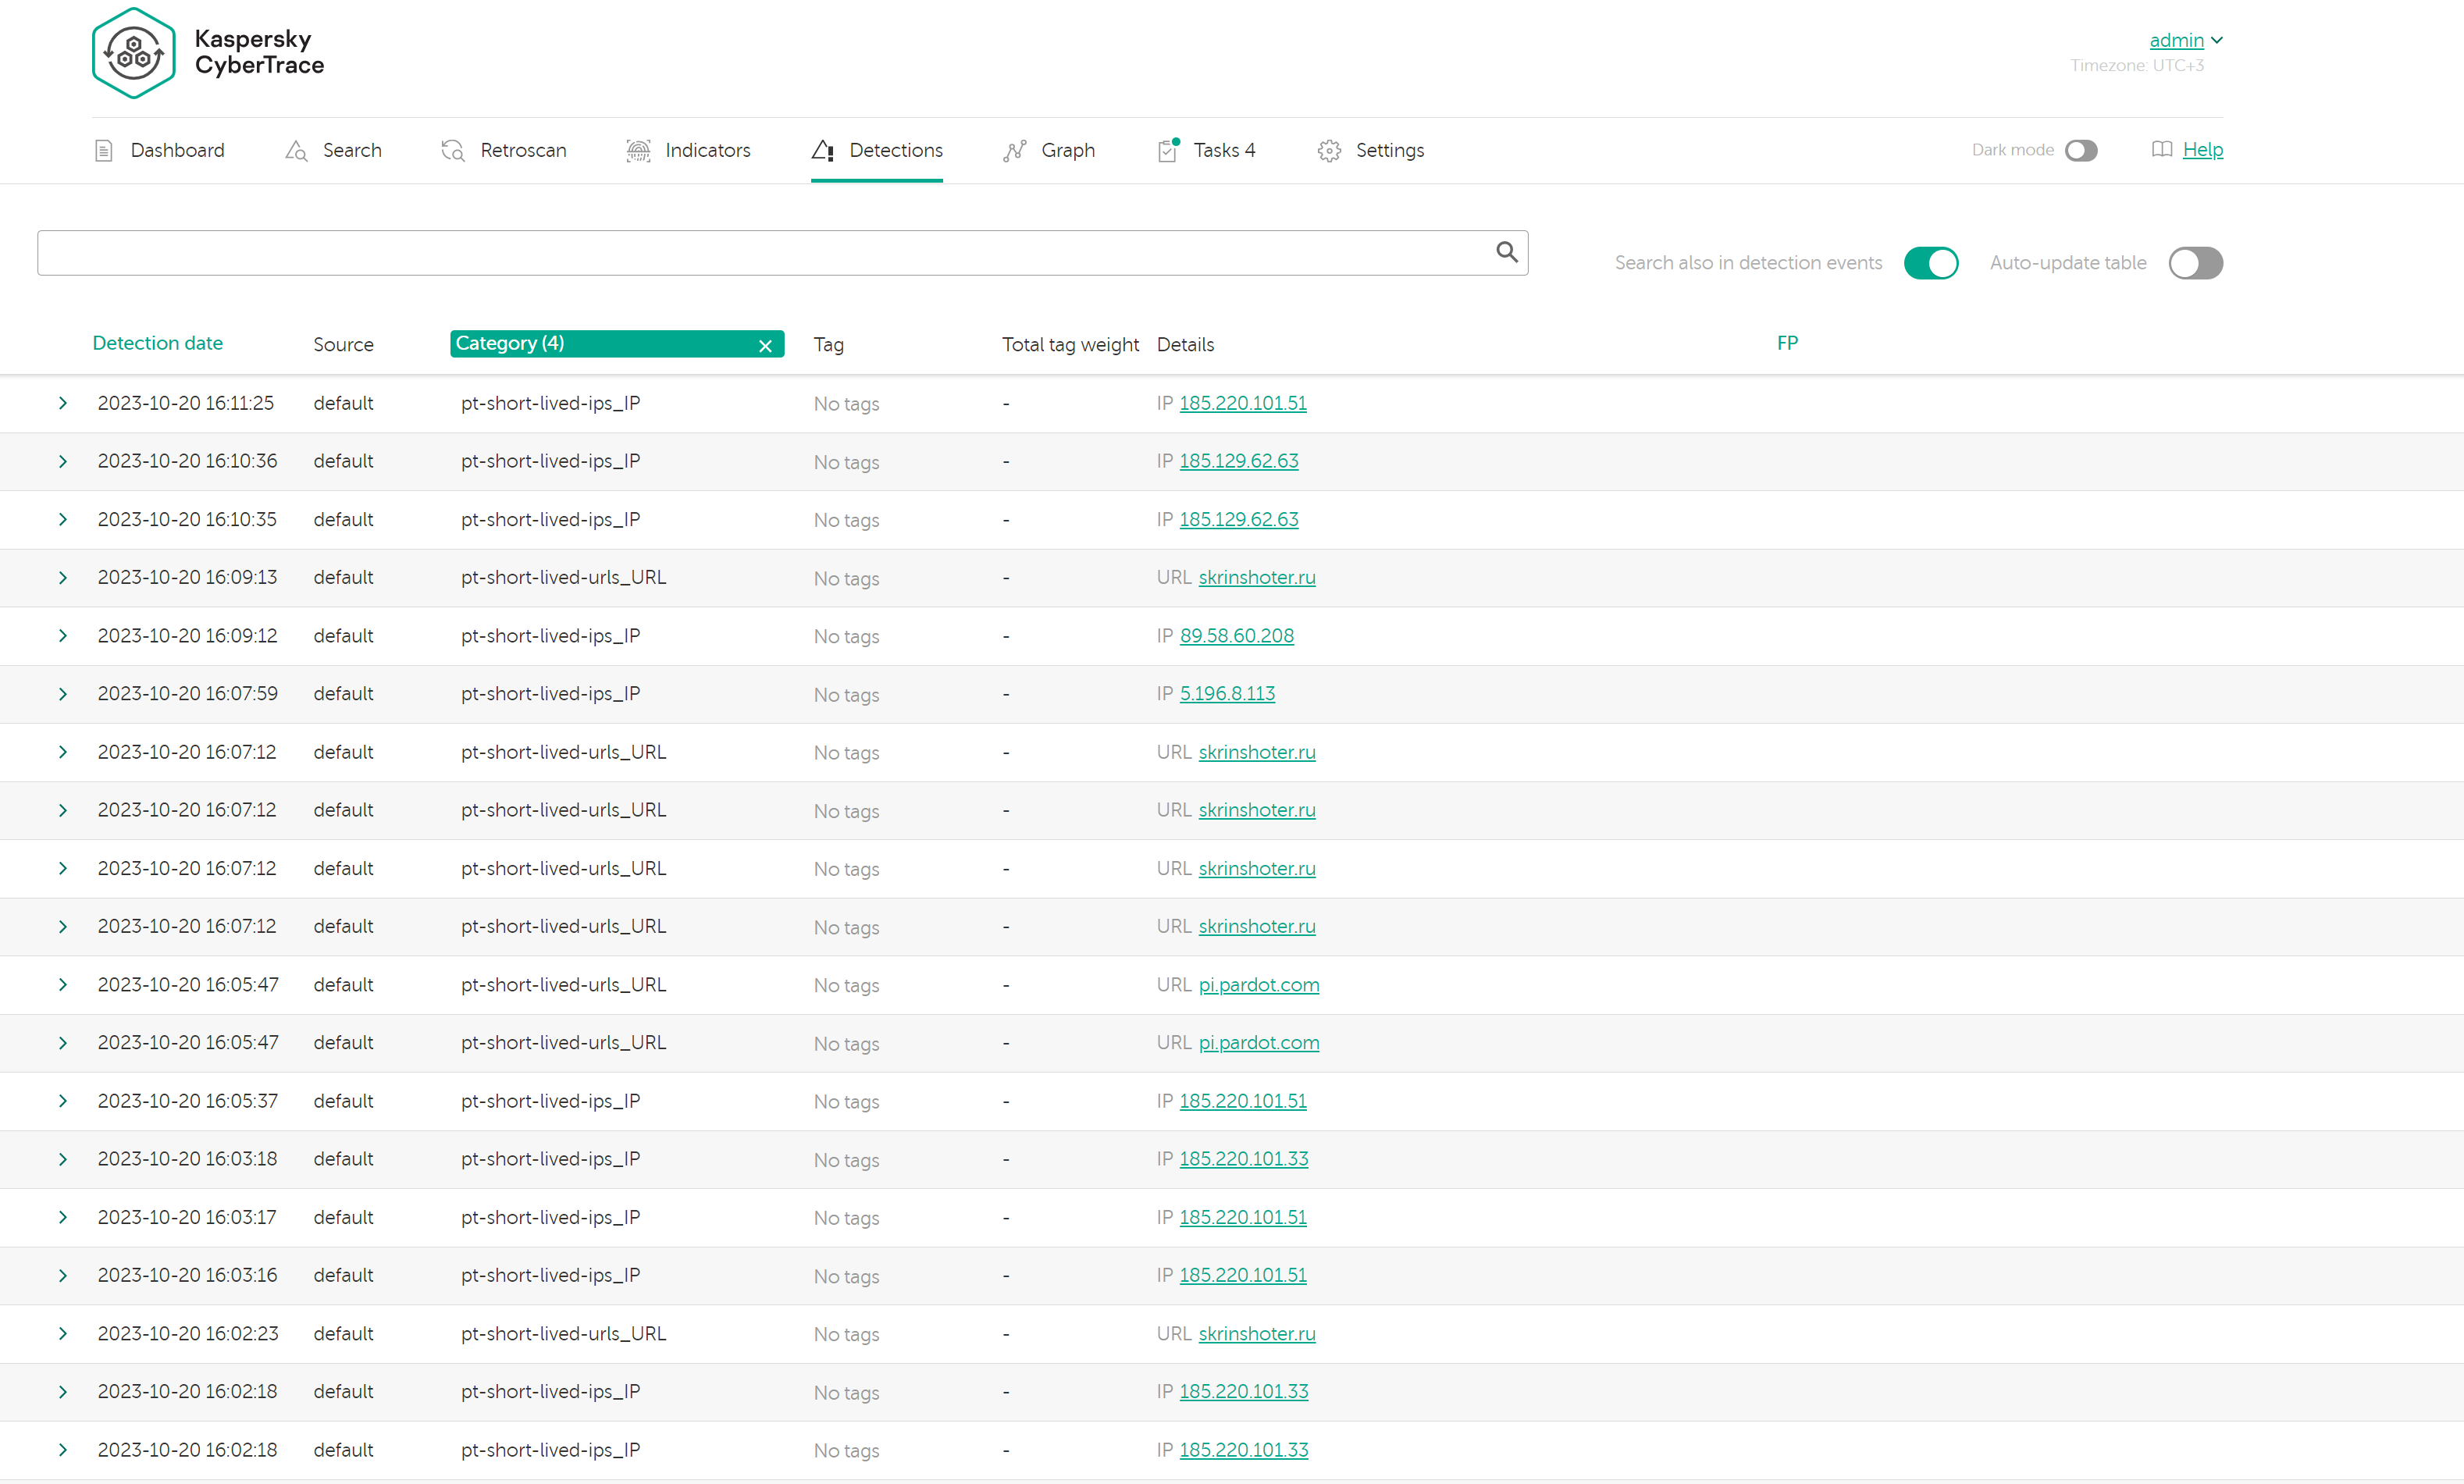 Kaspersky
CyberTrace
admin
Timezone: UTC+3
Dashboard Search Retroscan Indicators Detections Graph Tasks 4 Settings Dark mode Help
Search also in detection events Auto-update table
Detection date Source Category (4) Tag Total tag weight Details FP
2023-10-20 16:11:25 default pt-short-lived-ips_IP No tags - IP 185.220.101.51
2023-10-20 16:10:36 default pt-short-lived-ips_IP No tags - IP 185.129.62.63
2023-10-20 16:10:35 default pt-short-lived-ips_IP No tags - IP 185.129.62.63
2023-10-20 16:09:13 default pt-short-lived-urls_URL No tags - URL skrinshoter.ru
2023-10-20 16:09:12 default pt-short-lived-ips_IP No tags - IP 89.58.60.208
2023-10-20 16:07:59 default pt-short-lived-ips_IP No tags - IP 5.196.8.113
2023-10-20 16:07:12 default pt-short-lived-urls_URL No tags - URL skrinshoter.ru
2023-10-20 16:07:12 default pt-short-lived-urls_URL No tags - URL skrinshoter.ru
2023-10-20 16:07:12 default pt-short-lived-urls_URL No tags - URL skrinshoter.ru
2023-10-20 16:07:12 default pt-short-lived-urls_URL No tags - URL skrinshoter.ru
2023-10-20 16:05:47 default pt-short-lived-urls_URL No tags - URL pi.pardot.com
2023-10-20 16:05:47 default pt-short-lived-urls_URL No tags - URL pi.pardot.com
2023-10-20 16:05:37 default pt-short-lived-ips_IP No tags - IP 185.220.101.51
2023-10-20 16:03:18 default pt-short-lived-ips_IP No tags - IP 185.220.101.33
2023-10-20 16:03:17 default pt-short-lived-ips_IP No tags - IP 185.220.101.51
2023-10-20 16:03:16 default pt-short-lived-ips_IP No tags - IP 185.220.101.51
2023-10-20 16:02:23 default pt-short-lived-urls_URL No tags - URL skrinshoter.ru
2023-10-20 16:02:18 default pt-short-lived-ips_IP No tags - IP 185.220.101.33
2023-10-20 16:02:18 default pt-short-lived-ips_IP No tags - IP 185.220.101.33